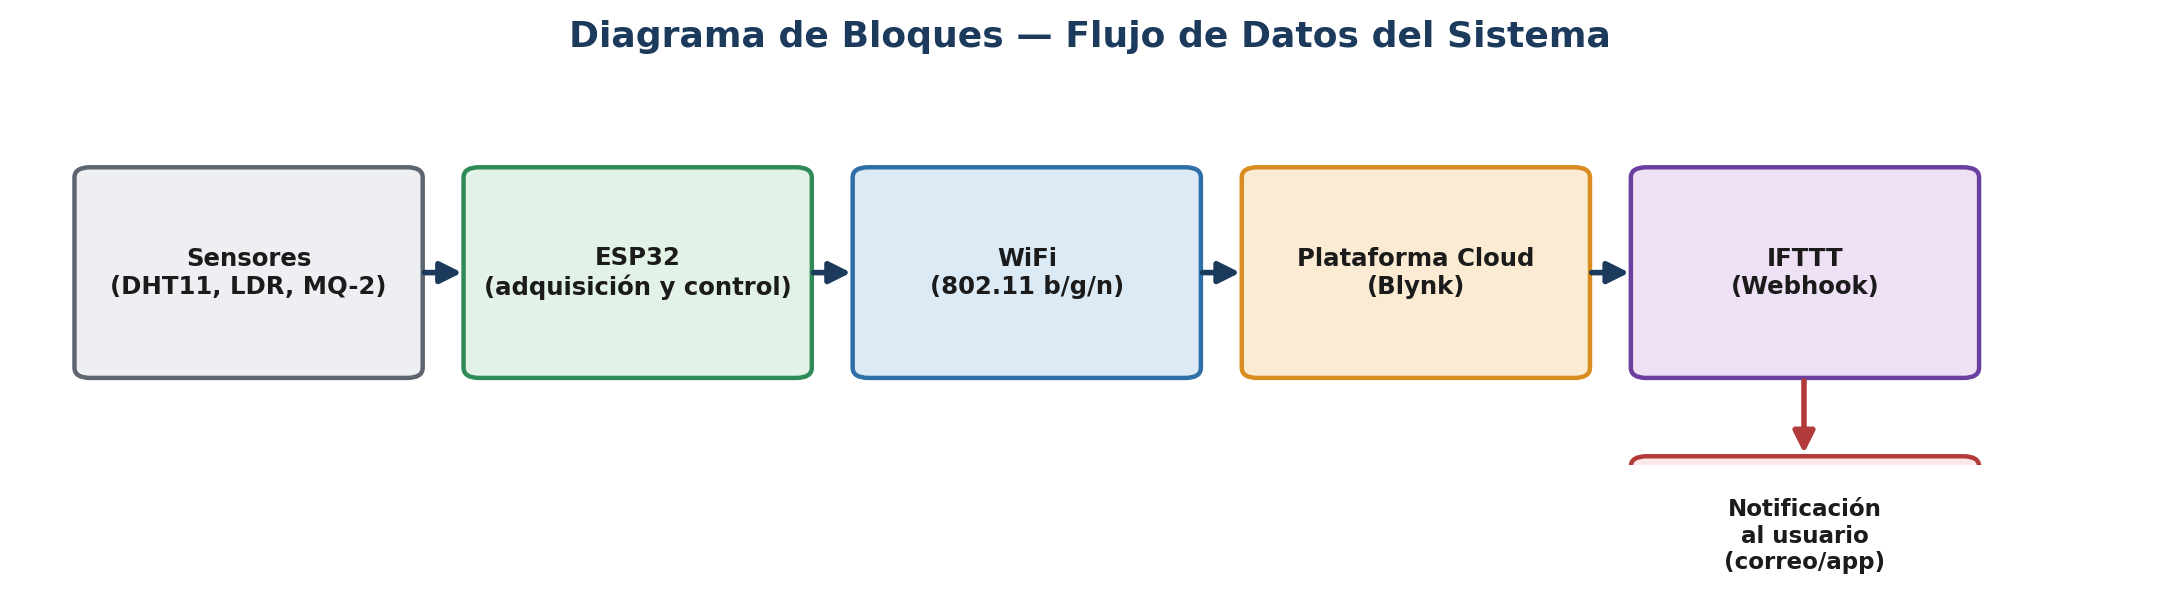 Diagrama de Bloques — Flujo de Datos del Sistema
Sensores
(DHT11, LDR, MQ-2)
ESP32
(adquisición y control)
WiFi
(802.11 b/g/n)
Plataforma Cloud
(Blynk)
IFTTT
(Webhook)
Notificación
al usuario
(correo/app)